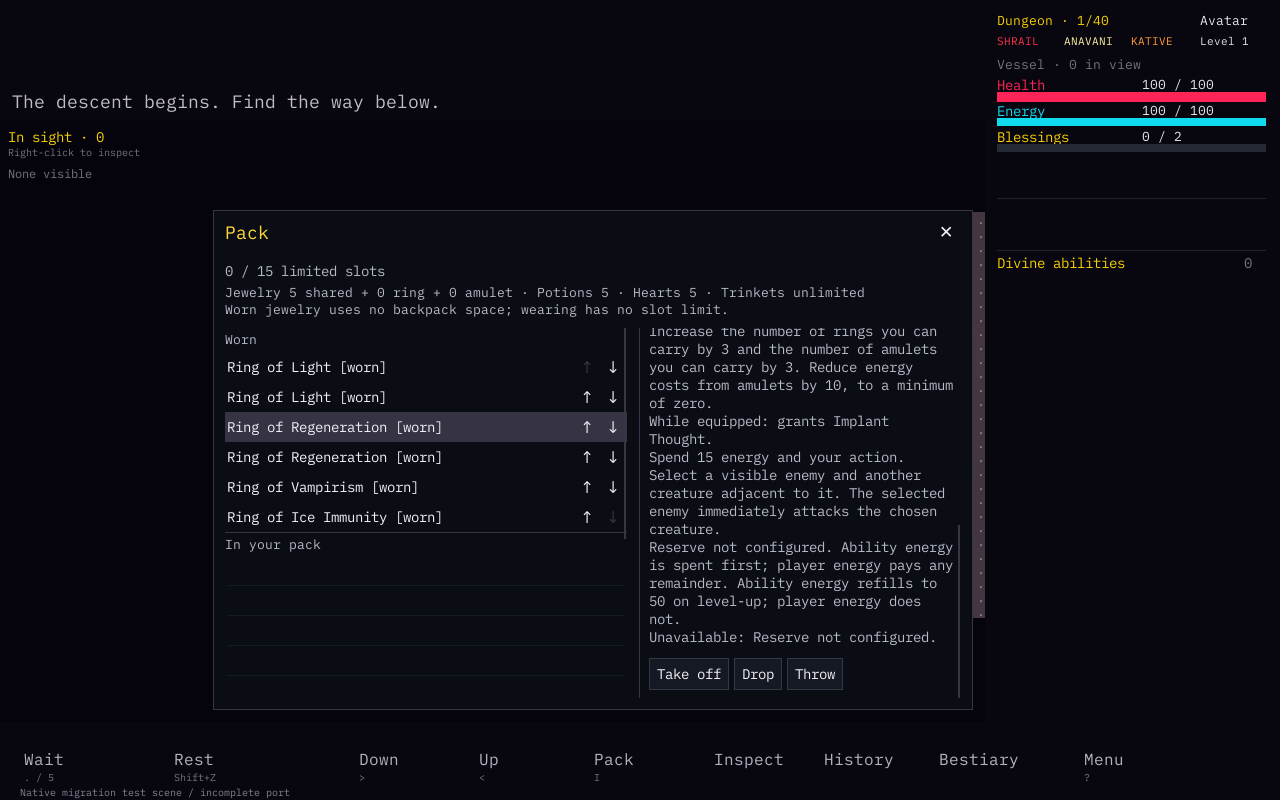 Dungeon · 1/40 Avatar
SHRAIL ANAVANI KATIVE Level 1
Vessel · 0 in view
Health 100 / 100
Energy 100 / 100
Blessings 0 / 2
Divine abilities 0
The descent begins. Find the way below.
In sight · 0
Right-click to inspect
None visible
Pack ✕
0 / 15 limited slots
Jewelry 5 shared + 0 ring + 0 amulet · Potions 5 · Hearts 5 · Trinkets unlimited
Worn jewelry uses no backpack space; wearing has no slot limit.
Worn
Ring of Light [worn] ↑ ↓
Ring of Light [worn] ↑ ↓
Ring of Regeneration [worn] ↑ ↓
Ring of Regeneration [worn] ↑ ↓
Ring of Vampirism [worn] ↑ ↓
Ring of Ice Immunity [worn] ↑ ↓
In your pack
Increase the number of rings you can
carry by 3 and the number of amulets
you can carry by 3. Reduce energy
costs from amulets by 10, to a minimum
of zero.
While equipped: grants Implant
Thought.
Spend 15 energy and your action.
Select a visible enemy and another
creature adjacent to it. The selected
enemy immediately attacks the chosen
creature.
Reserve not configured. Ability energy
is spent first; player energy pays any
remainder. Ability energy refills to
50 on level-up; player energy does
not.
Unavailable: Reserve not configured.
Take off Drop Throw
Wait Rest Down Up Pack Inspect History Bestiary Menu
. / 5 Shift+Z > < I ?
Native migration test scene / incomplete port